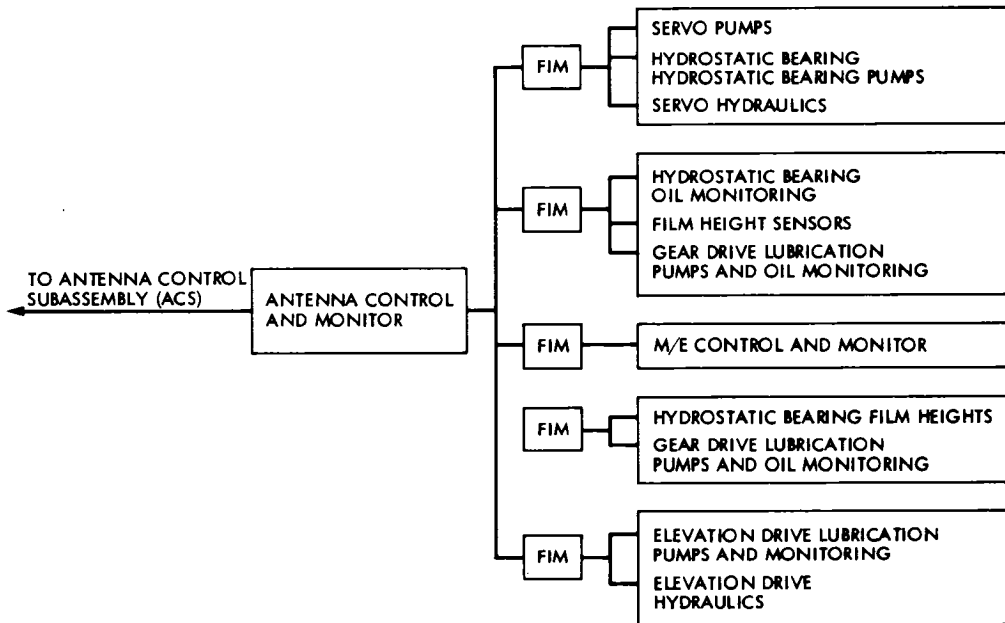 FIM
SERVO PUMPS
HYDROSTATIC BEARING
HYDROSTATIC BEARING PUMPS
SERVO HYDRAULICS
FIM
HYDROSTATIC BEARING
OIL MONITORING
FILM HEIGHT SENSORS
GEAR DRIVE LUBRICATION
PUMPS AND OIL MONITORING
TO ANTENNA CONTROL
SUBASSEMBLY (ACS)
ANTENNA CONTROL
AND MONITOR
FIM
M/E CONTROL AND MONITOR
FIM
HYDROSTATIC BEARING FILM HEIGHTS
GEAR DRIVE LUBRICATION
PUMPS AND OIL MONITORING
FIM
ELEVATION DRIVE LUBRICATION
PUMPS AND MONITORING
ELEVATION DRIVE
HYDRAULICS